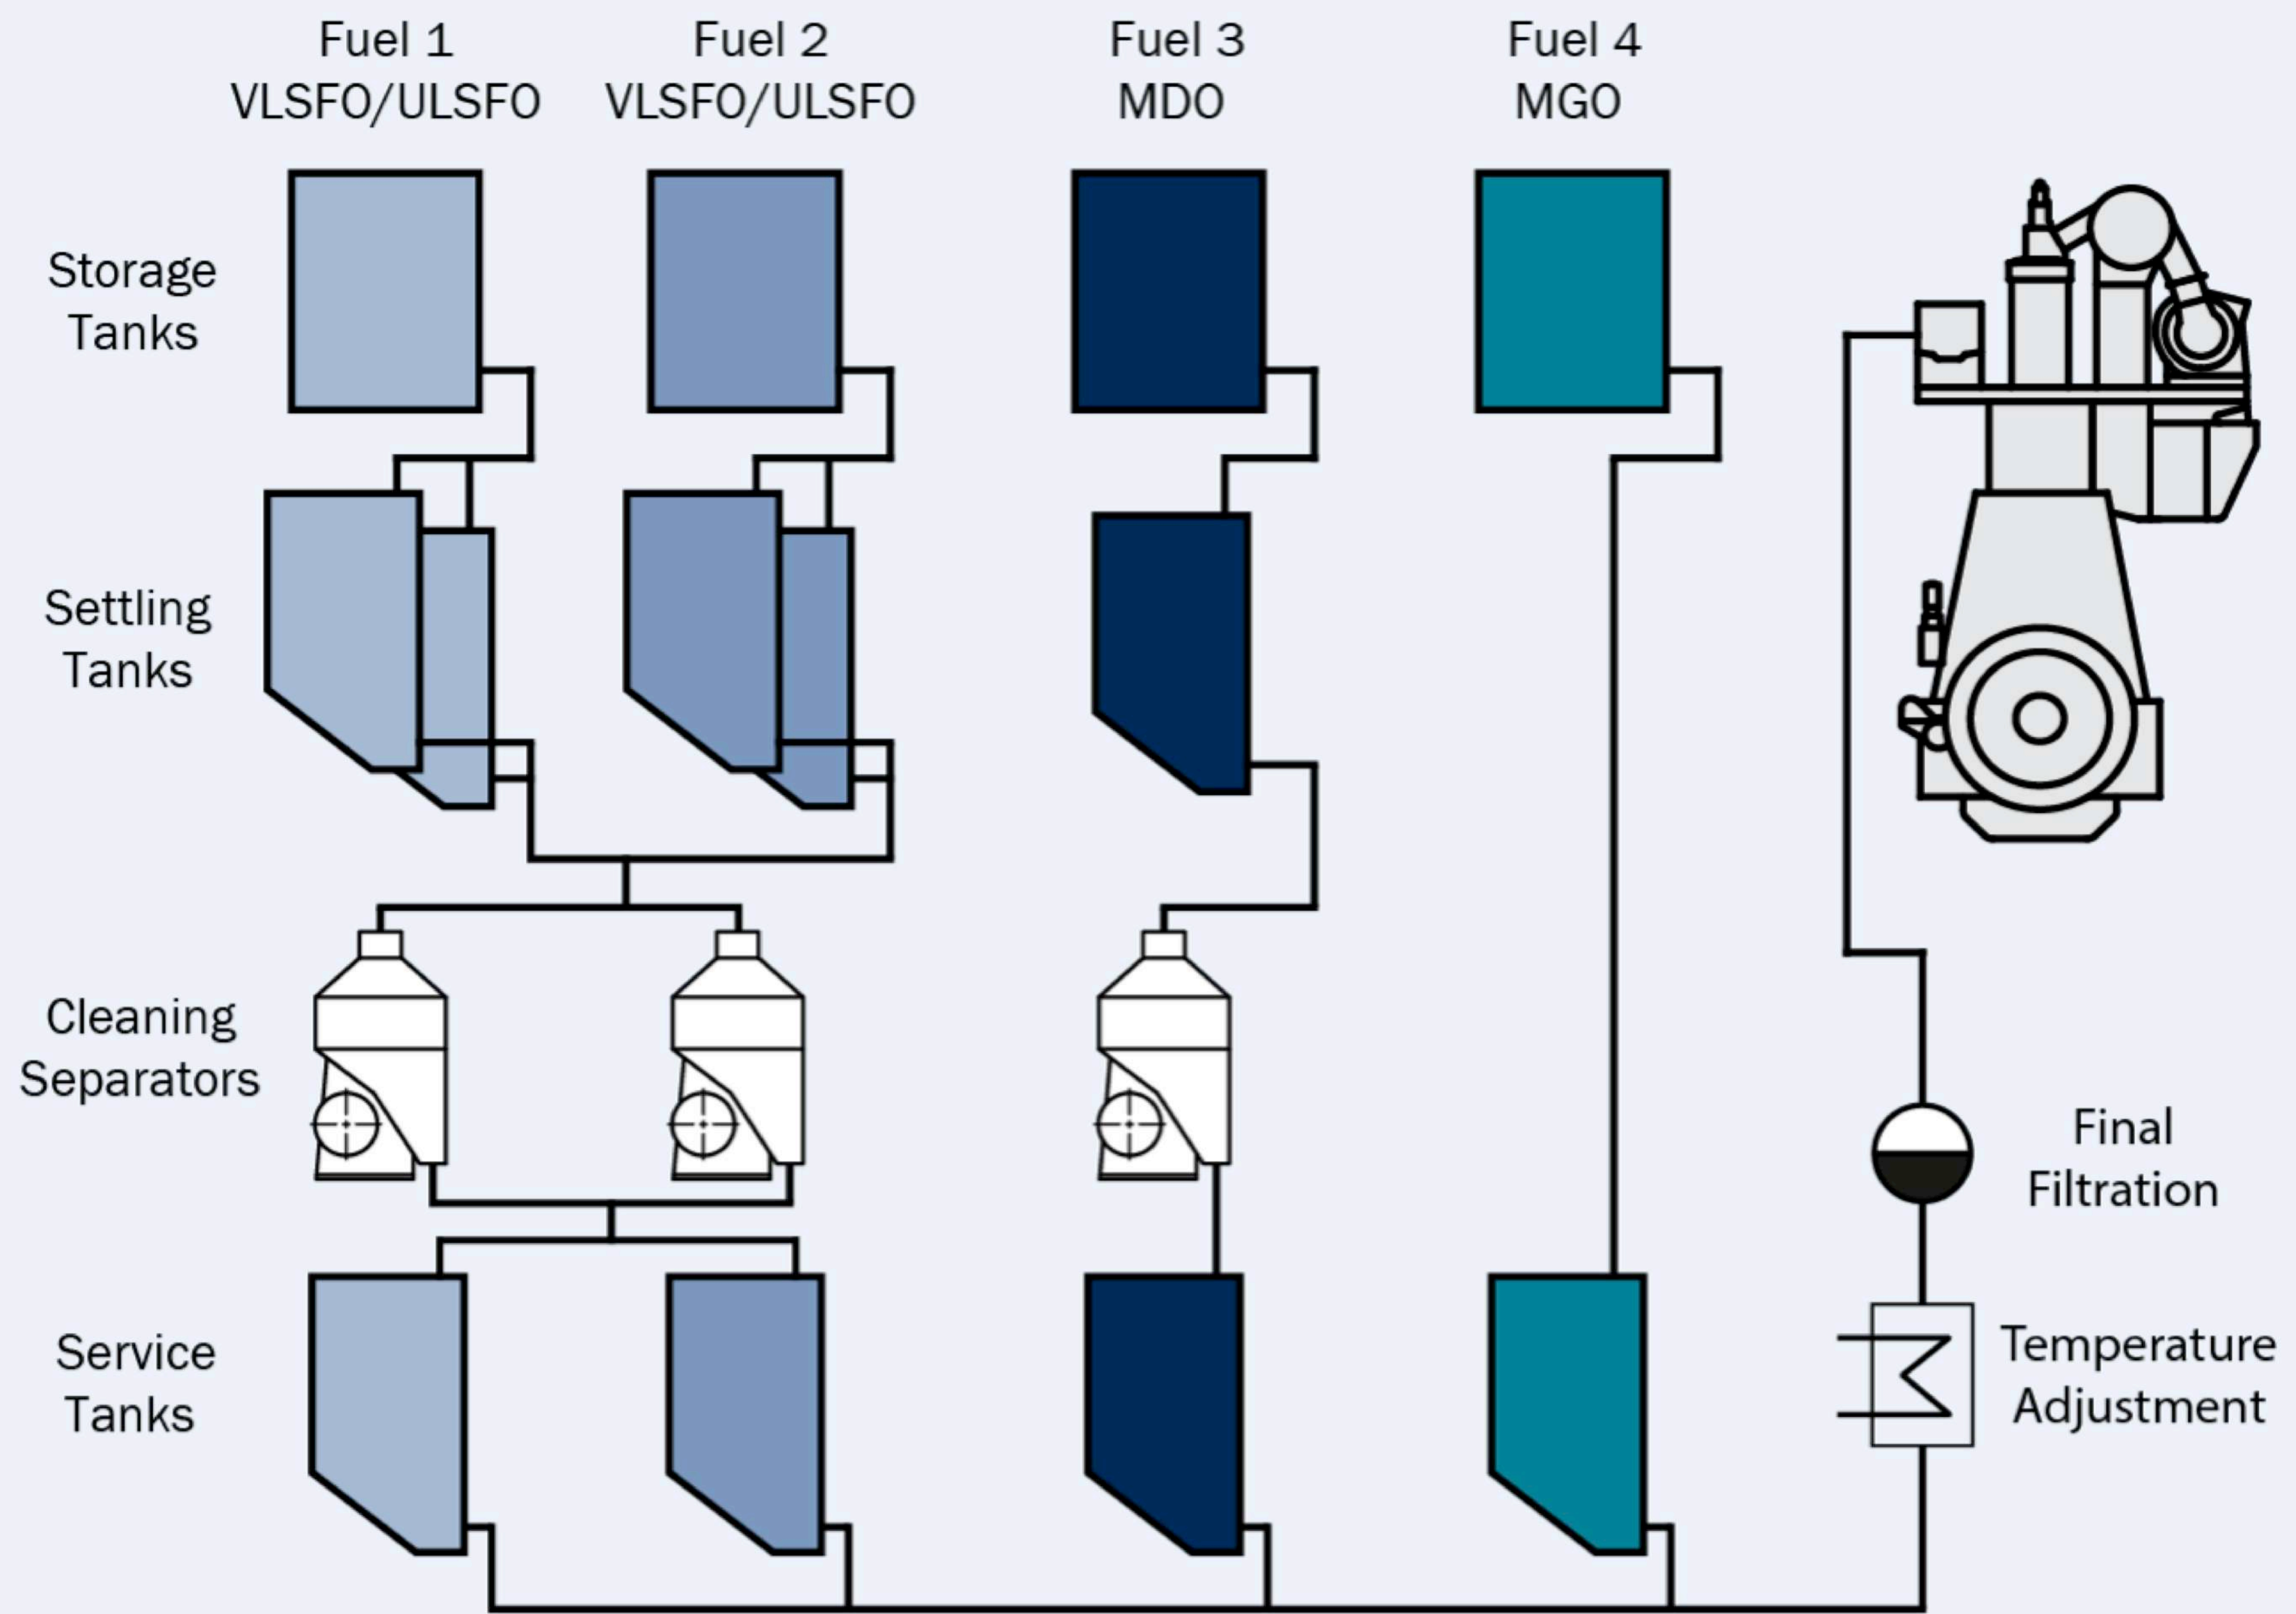 Fuel 1
VLSFO/ULSFO
Fuel 2
VLSFO/ULSFO
Fuel 3
MDO
Fuel 4
MGO
Storage
Tanks
Settling
Tanks
Cleaning
Separators
Service
Tanks
Final
Filtration
Temperature
Adjustment